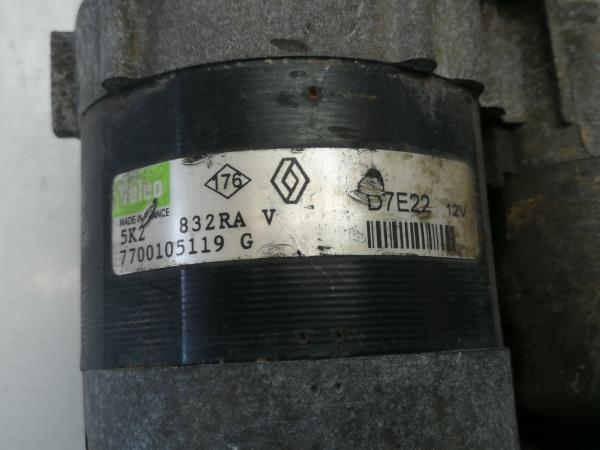 Valeo
176
D7E22 12V
MADE IN FRANCE
5K2 832RA V
7700105119 G